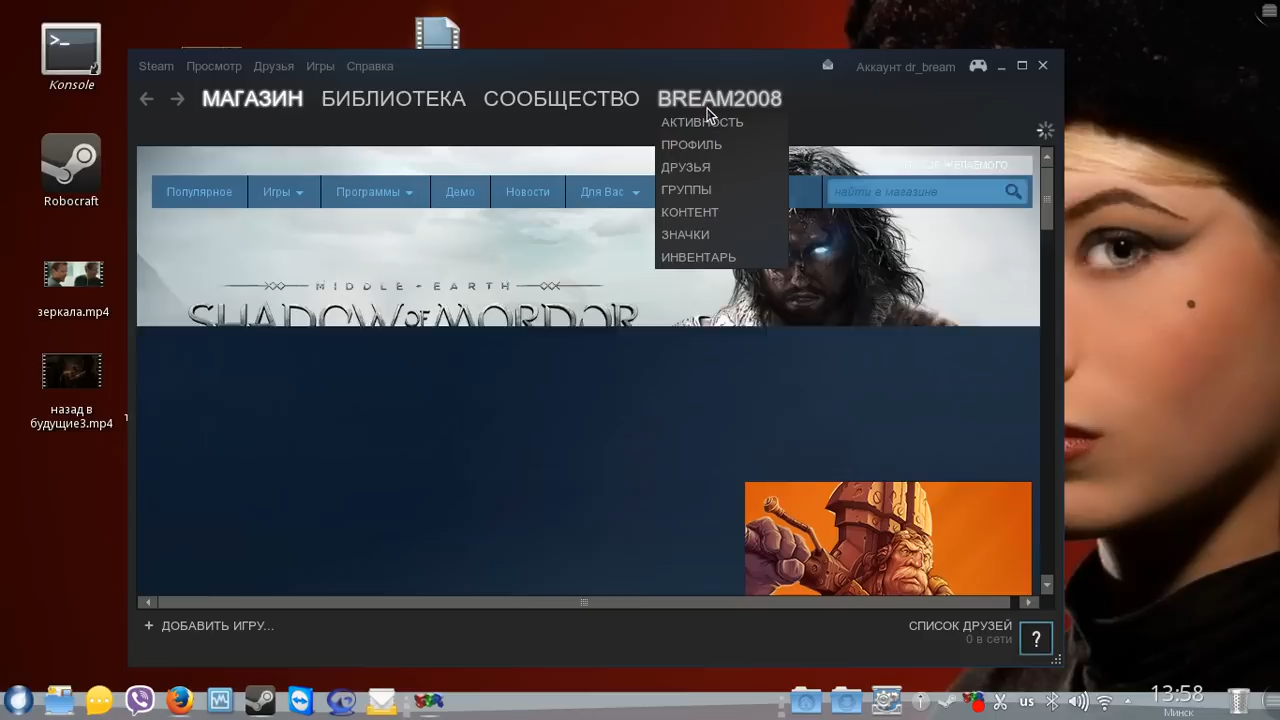 Konsole
Robocraft
зеркала.mp4
назад в
будущие3.mp4
Steam Просмотр Друзья Игры Справка
Аккаунт dr_bream
МАГАЗИН БИБЛИОТЕКА СООБЩЕСТВО BREAM2008
АКТИВНОСТЬ
ПРОФИЛЬ
ДРУЗЬЯ
ГРУППЫ
КОНТЕНТ
ЗНАЧКИ
ИНВЕНТАРЬ
ЖЕЛАЕМОГО
Популярное Игры Программы Демо Новости Для Вас
найти в магазине
MIDDLE-EARTH
SHADOW OF MORDOR
+ ДОБАВИТЬ ИГРУ...
СПИСОК ДРУЗЕЙ
0 в сети
?
us
13:58
Минск